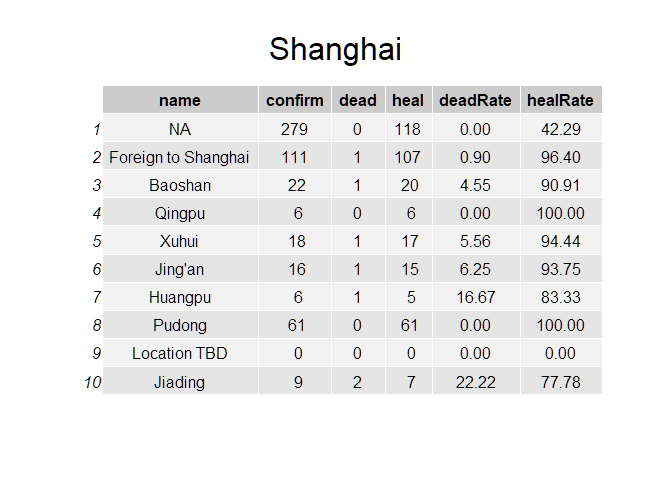 Shanghai
name confirm dead heal deadRate healRate
1 NA 279 0 118 0.00 42.29
2 Foreign to Shanghai 111 1 107 0.90 96.40
3 Baoshan 22 1 20 4.55 90.91
4 Qingpu 6 0 6 0.00 100.00
5 Xuhui 18 1 17 5.56 94.44
6 Jing'an 16 1 15 6.25 93.75
7 Huangpu 6 1 5 16.67 83.33
8 Pudong 61 0 61 0.00 100.00
9 Location TBD 0 0 0 0.00 0.00
10 Jiading 9 2 7 22.22 77.78